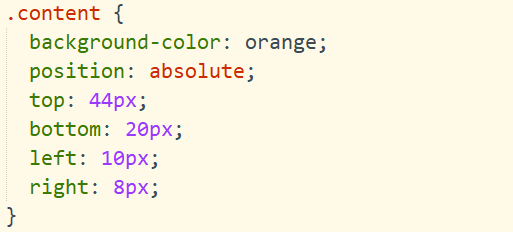 .content {
  background-color: orange;
  position: absolute;
  top: 44px;
  bottom: 20px;
  left: 10px;
  right: 8px;
}